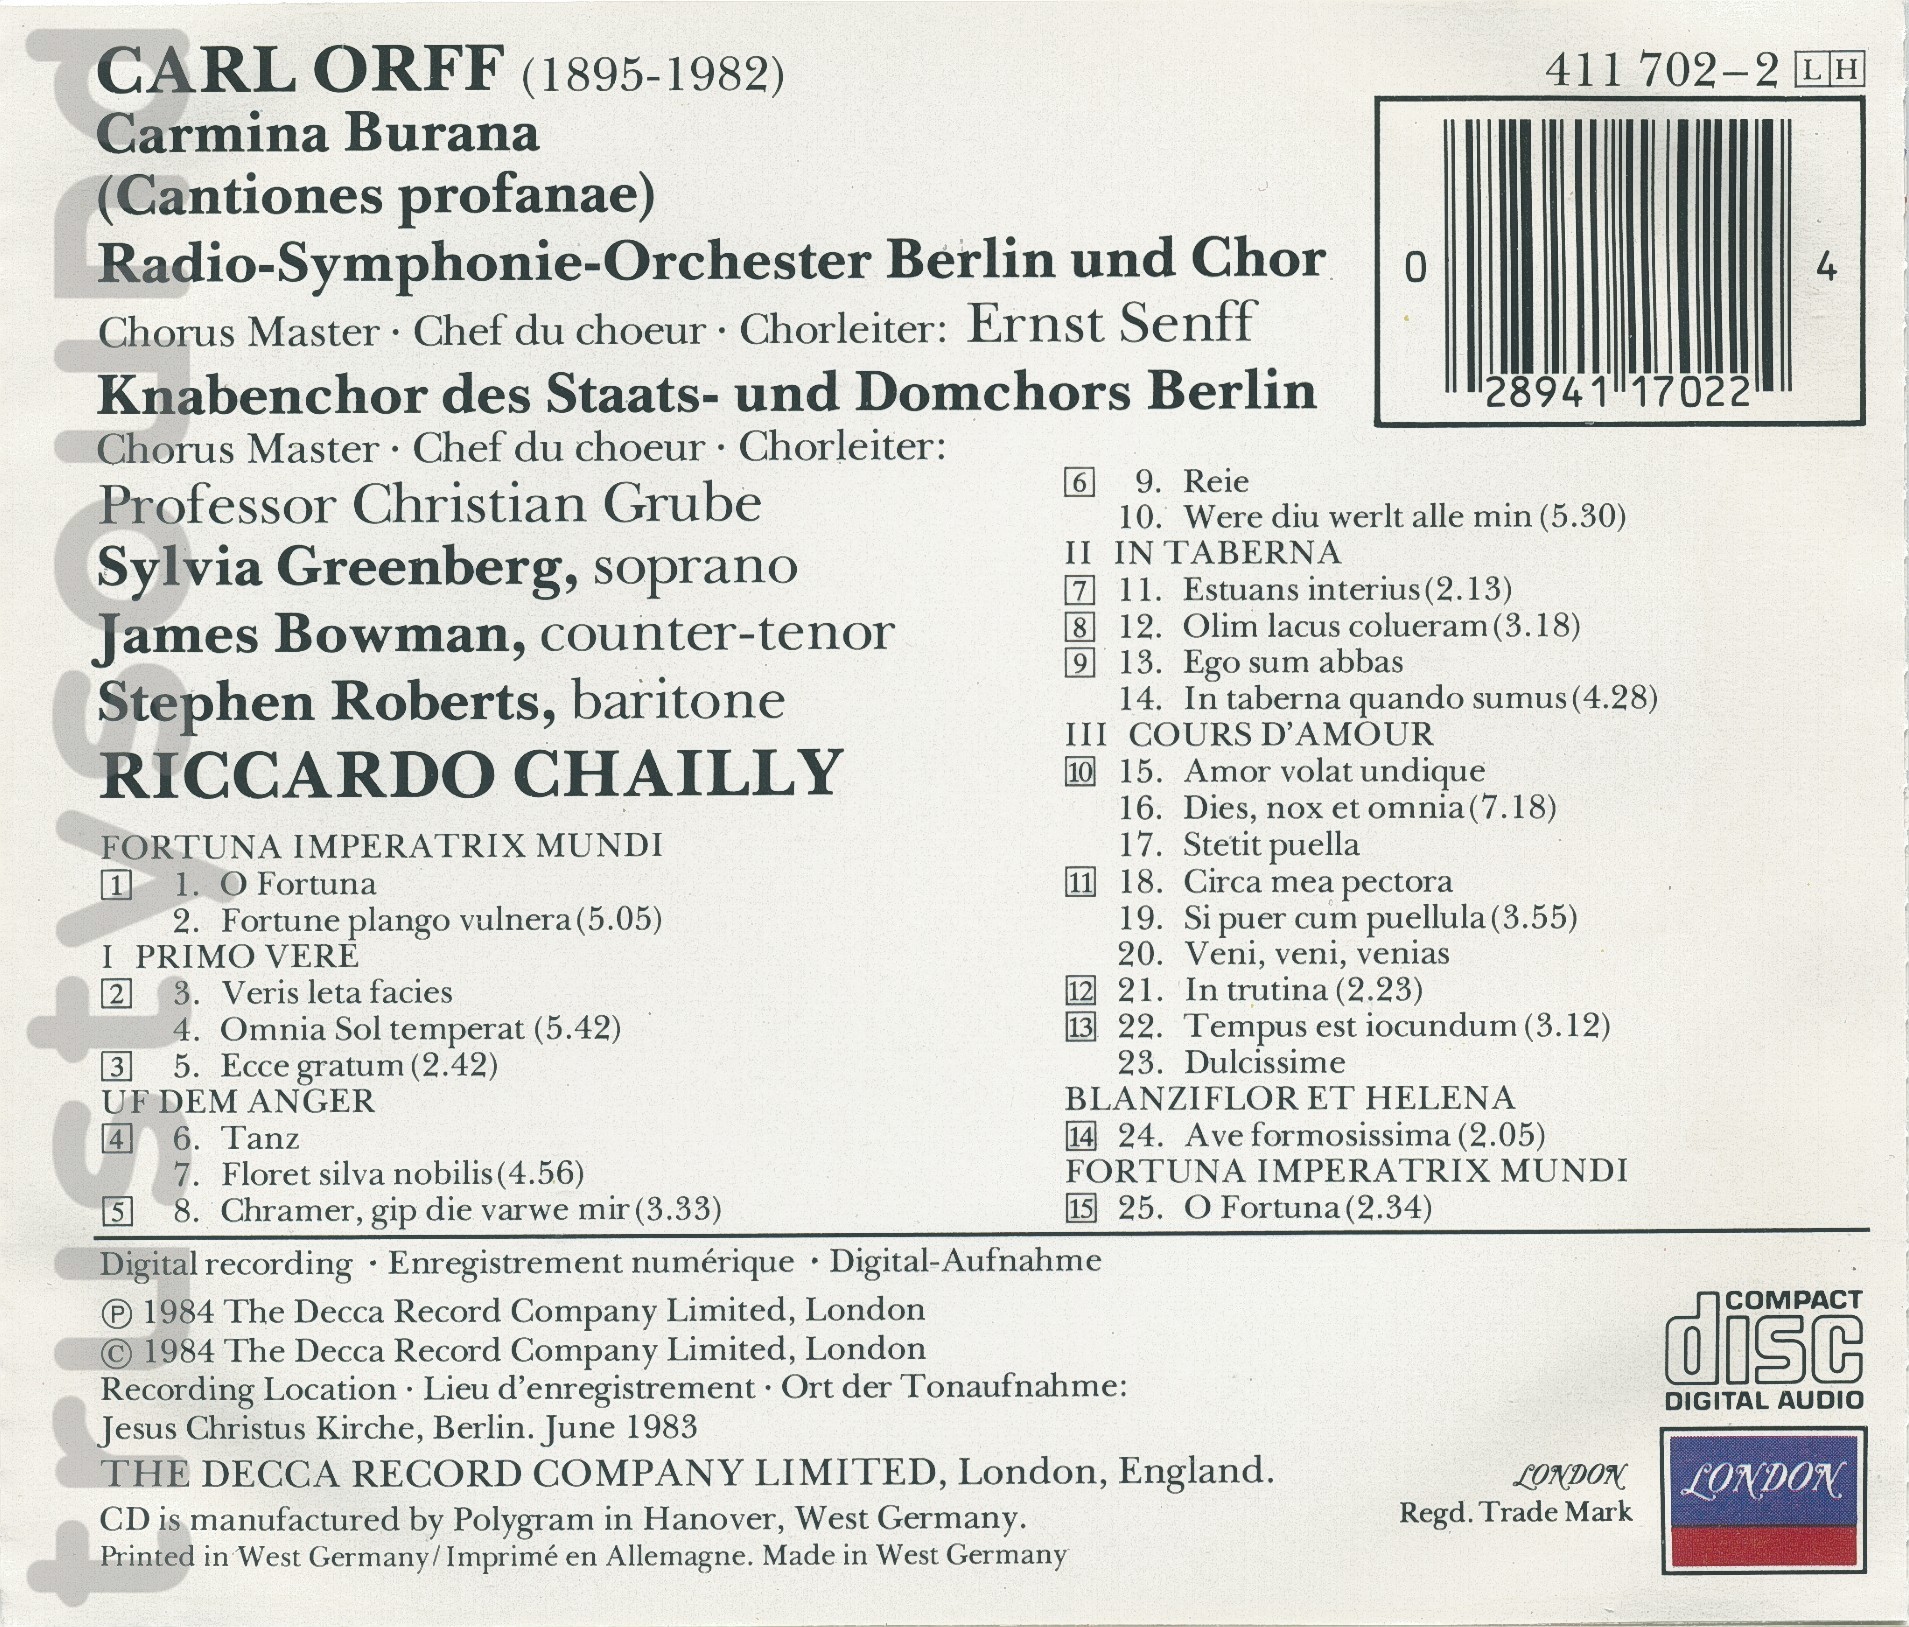 CARL ORFF (1895-1982)
Carmina Burana
(Cantiones profanae)
Radio-Symphonie-Orchester Berlin und Chor
Chorus Master · Chef du choeur · Chorleiter: Ernst Senff
Knabenchor des Staats- und Domchors Berlin
Chorus Master · Chef du choeur · Chorleiter:
Professor Christian Grube
Sylvia Greenberg, soprano
James Bowman, counter-tenor
Stephen Roberts, baritone
RICCARDO CHAILLY
FORTUNA IMPERATRIX MUNDI
1 1. O Fortuna
2. Fortune plango vulnera (5.05)
I PRIMO VERE
2 3. Veris leta facies
4. Omnia Sol temperat (5.42)
3 5. Ecce gratum (2.42)
UF DEM ANGER
4 6. Tanz
7. Floret silva nobilis (4.56)
5 8. Chramer, gip die varwe mir (3.33)
411 702-2 LH
0 28941 17022 4
6 9. Reie
10. Were diu werlt alle min (5.30)
II IN TABERNA
7 11. Estuans interius (2.13)
8 12. Olim lacus colueram (3.18)
9 13. Ego sum abbas
14. In taberna quando sumus (4.28)
III COURS D'AMOUR
10 15. Amor volat undique
16. Dies, nox et omnia (7.18)
17. Stetit puella
11 18. Circa mea pectora
19. Si puer cum puellula (3.55)
20. Veni, veni, venias
12 21. In trutina (2.23)
13 22. Tempus est iocundum (3.12)
23. Dulcissime
BLANZIFLOR ET HELENA
14 24. Ave formosissima (2.05)
FORTUNA IMPERATRIX MUNDI
15 25. O Fortuna (2.34)
Digital recording · Enregistrement numérique · Digital-Aufnahme
Ⓟ 1984 The Decca Record Company Limited, London
© 1984 The Decca Record Company Limited, London
Recording Location · Lieu d'enregistrement · Ort der Tonaufnahme:
Jesus Christus Kirche, Berlin. June 1983
THE DECCA RECORD COMPANY LIMITED, London, England.
CD is manufactured by Polygram in Hanover, West Germany.
Printed in West Germany/Imprimé en Allemagne. Made in West Germany
COMPACT
disc
DIGITAL AUDIO
LONDON
Regd. Trade Mark
LONDON
trustysounD